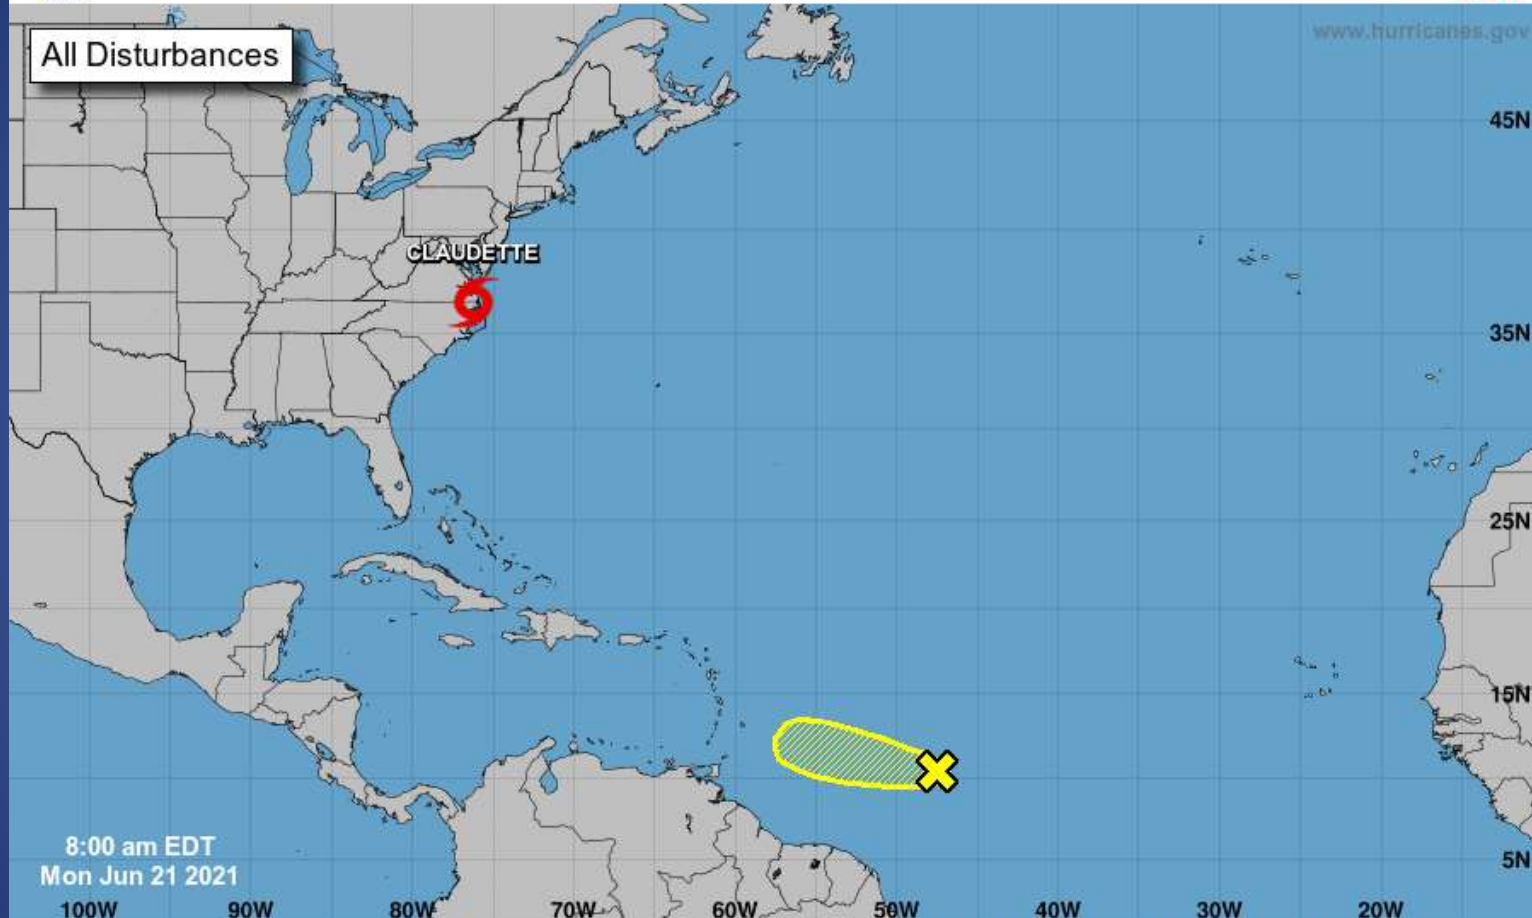 All Disturbances
www.hurricanes.gov
45N
CLAUDETTE
35N
25N
15N
8:00 am EDT
Mon Jun 21 2021
5N
100W 90W 80W 70W 60W 50W 40W 30W 20W